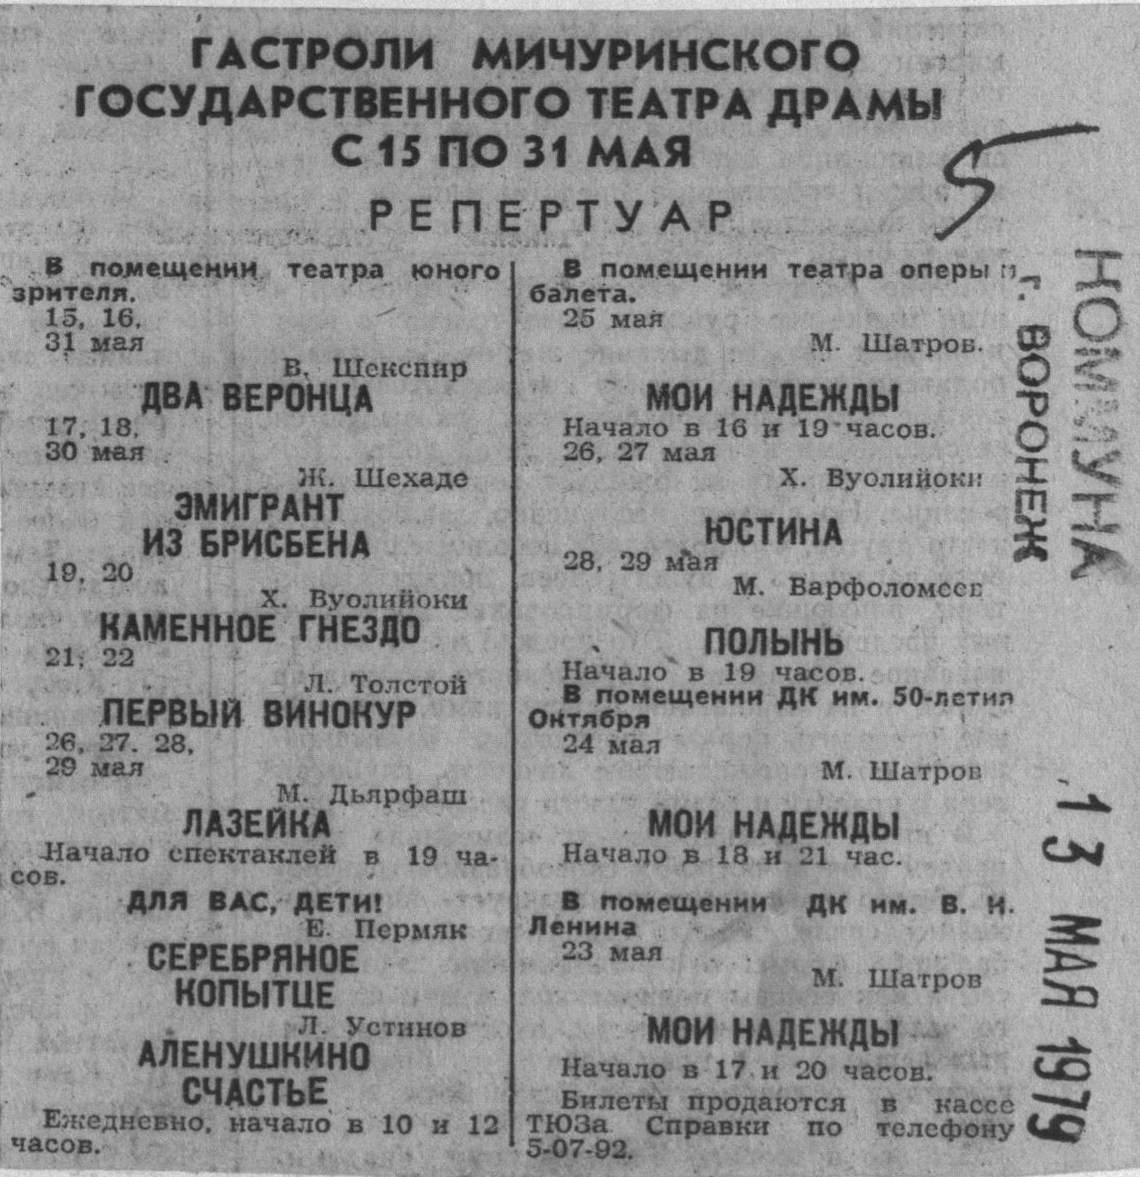 ГАСТРОЛИ МИЧУРИНСКОГО
ГОСУДАРСТВЕННОГО ТЕАТРА ДРАМЫ
С 15 ПО 31 МАЯ
РЕПЕРТУАР
В помещении театра юного
зрителя.
15, 16,
31 мая
В. Шекспир
ДВА ВЕРОНЦА
17, 18,
30 мая
Ж. Шехаде
ЭМИГРАНТ
ИЗ БРИСБЕНА
19, 20
Х. Вуолийоки
КАМЕННОЕ ГНЕЗДО
21, 22
Л. Толстой
ПЕРВЫЙ ВИНОКУР
26, 27. 28,
29 мая
М. Дьярфаш
ЛАЗЕЙКА
Начало спектаклей в 19 ча-
сов.
ДЛЯ ВАС, ДЕТИ!
Е. Пермяк
СЕРЕБРЯНОЕ
КОПЫТЦЕ
Л. Устинов
АЛЕНУШКИНО
СЧАСТЬЕ
Ежедневно, начало в 10 и 12
часов.
В помещении театра оперы и
балета.
25 мая
М. Шатров.
МОИ НАДЕЖДЫ
Начало в 16 и 19 часов.
26, 27 мая
Х. Вуолийоки
ЮСТИНА
28, 29 мая
М. Варфоломеев
ПОЛЫНЬ
Начало в 19 часов.
В помещении ДК им. 50-летия
Октября
24 мая
М. Шатров
МОИ НАДЕЖДЫ
Начало в 18 и 21 час.
В помещении ДК им. В. И.
Ленина
23 мая
М. Шатров
МОИ НАДЕЖДЫ
Начало в 17 и 20 часов.
Билеты продаются в кассе
ТЮЗа Справки по телефону
5-07-92.
5
КОММУНА
г. ВОРОНЕЖ
13 МАЯ 1979